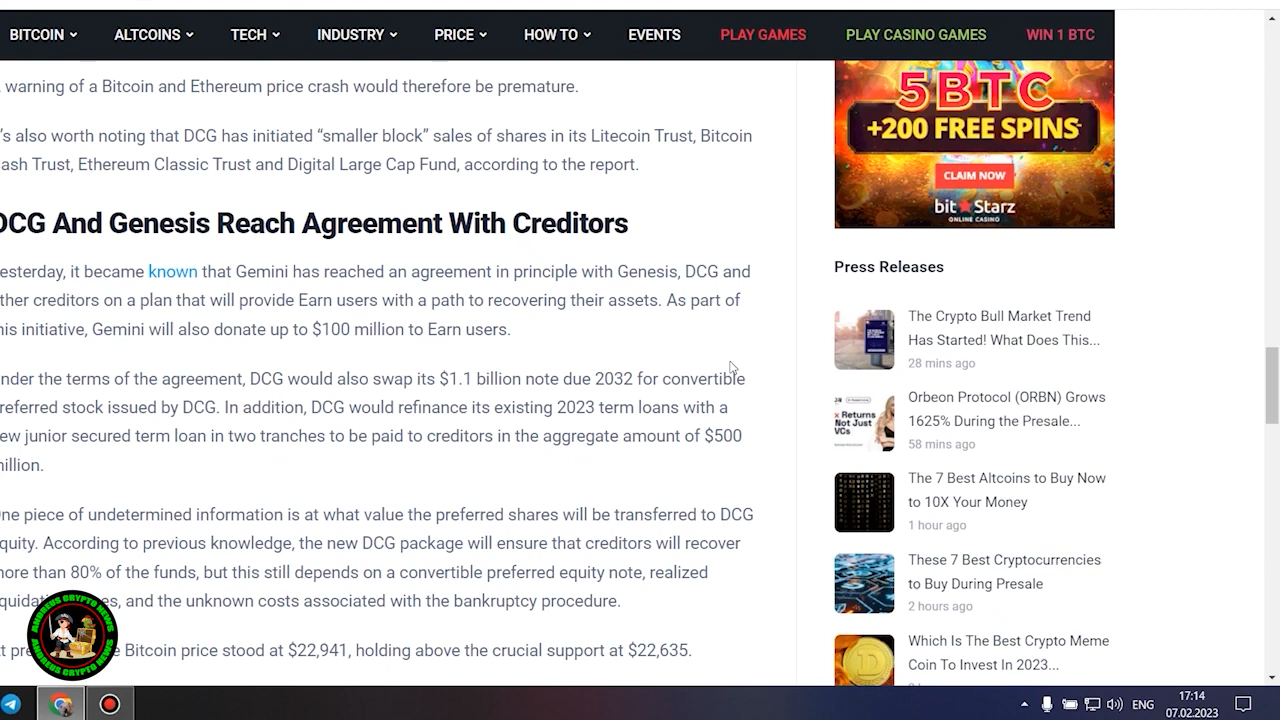 BITCOIN ALTCOINS TECH INDUSTRY PRICE HOW TO EVENTS PLAY GAMES PLAY CASINO GAMES WIN 1 BTC
warning of a Bitcoin and Ethereum price crash would therefore be premature.
's also worth noting that DCG has initiated “smaller block” sales of shares in its Litecoin Trust, Bitcoin
ash Trust, Ethereum Classic Trust and Digital Large Cap Fund, according to the report.
DCG And Genesis Reach Agreement With Creditors
esterday, it became known that Gemini has reached an agreement in principle with Genesis, DCG and
ther creditors on a plan that will provide Earn users with a path to recovering their assets. As part of
his initiative, Gemini will also donate up to $100 million to Earn users.
nder the terms of the agreement, DCG would also swap its $1.1 billion note due 2032 for convertible
referred stock issued by DCG. In addition, DCG would refinance its existing 2023 term loans with a
ew junior secured term loan in two tranches to be paid to creditors in the aggregate amount of $500
illion.
ne piece of undetermined information is at what value the preferred shares will be transferred to DCG
quity. According to previous knowledge, the new DCG package will ensure that creditors will recover
ore than 80% of the funds, but this still depends on a convertible preferred equity note, realized
and the unknown costs associated with the bankruptcy procedure.
Bitcoin price stood at $22,941, holding above the crucial support at $22,635.
ANDREUS CRYPTO NEWS
ANDREUS CRYPTO NEWS
5BTC
+200 FREE SPINS
CLAIM NOW
bitStarz
ONLINE CASINO
Press Releases
The Crypto Bull Market Trend
Has Started! What Does This...
28 mins ago
x Returns
Not Just
VCs
Orbeon Protocol (ORBN) Grows
1625% During the Presale...
58 mins ago
The 7 Best Altcoins to Buy Now
to 10X Your Money
1 hour ago
These 7 Best Cryptocurrencies
to Buy During Presale
2 hours ago
Which Is The Best Crypto Meme
Coin To Invest In 2023...
ENG
17:14
07.02.2023